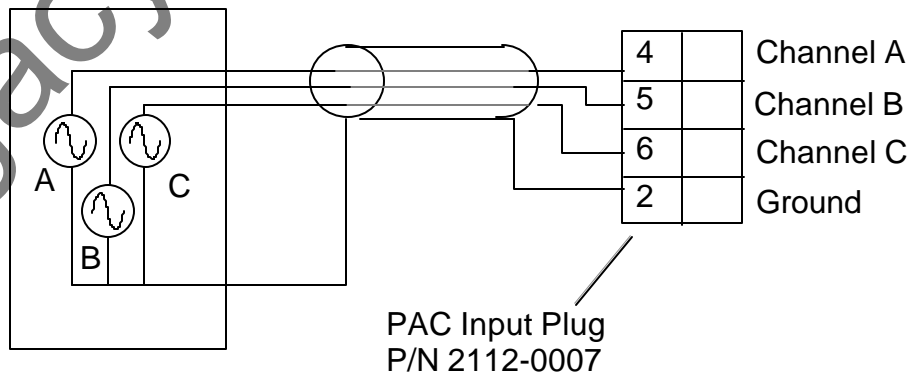 4 Channel A
5 Channel B
6 Channel C
2 Ground
A
C
B
PAC Input Plug
P/N 2112-0007